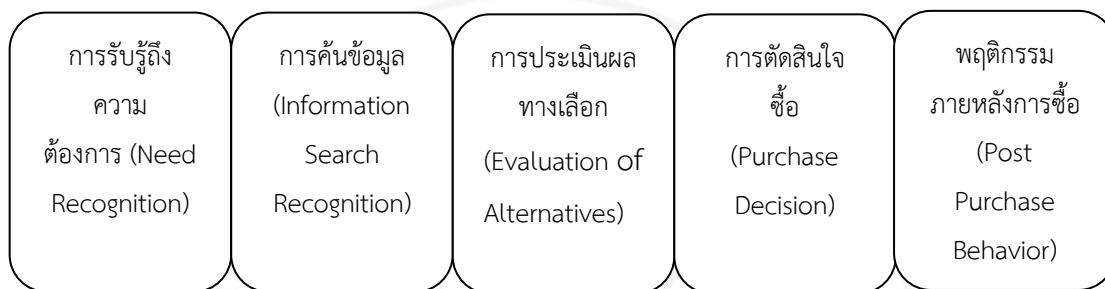 การรับรู้ถึง
ความ
ต้องการ (Need
Recognition)
การค้นข้อมูล
(Information
Search
Recognition)
การประเมินผล
ทางเลือก
(Evaluation of
Alternatives)
การตัดสินใจ
ซื้อ
(Purchase
Decision)
พฤติกรรม
ภายหลังการซื้อ
(Post
Purchase
Behavior)